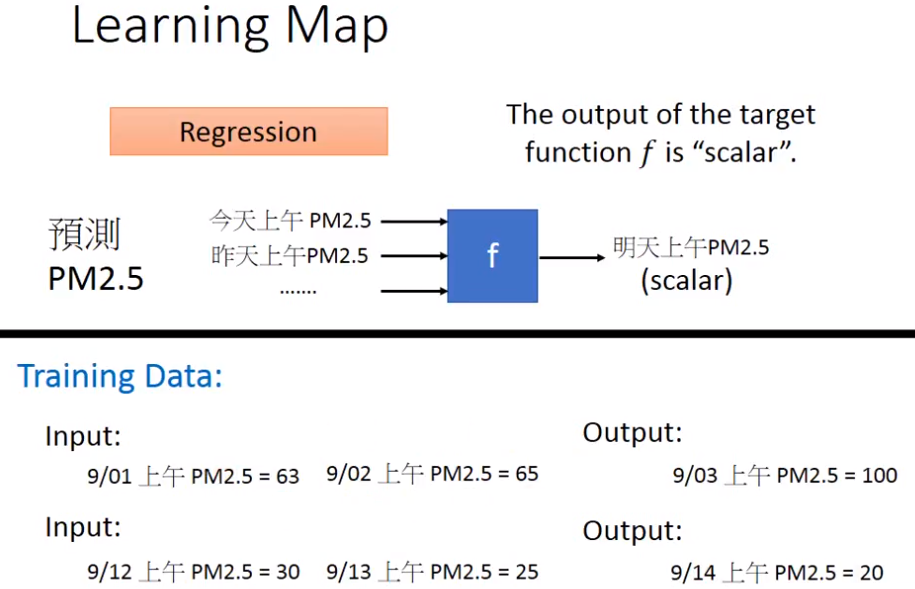 Learning Map
Regression
The output of the target
function f is “scalar”.
預測
PM2.5
今天上午 PM2.5
昨天上午PM2.5
.......
f
明天上午PM2.5
(scalar)
Training Data:
Input:
Output:
9/01 上午 PM2.5 = 63 9/02 上午 PM2.5 = 65
9/03 上午 PM2.5 = 100
Input:
Output:
9/12 上午 PM2.5 = 30 9/13 上午 PM2.5 = 25
9/14 上午 PM2.5 = 20